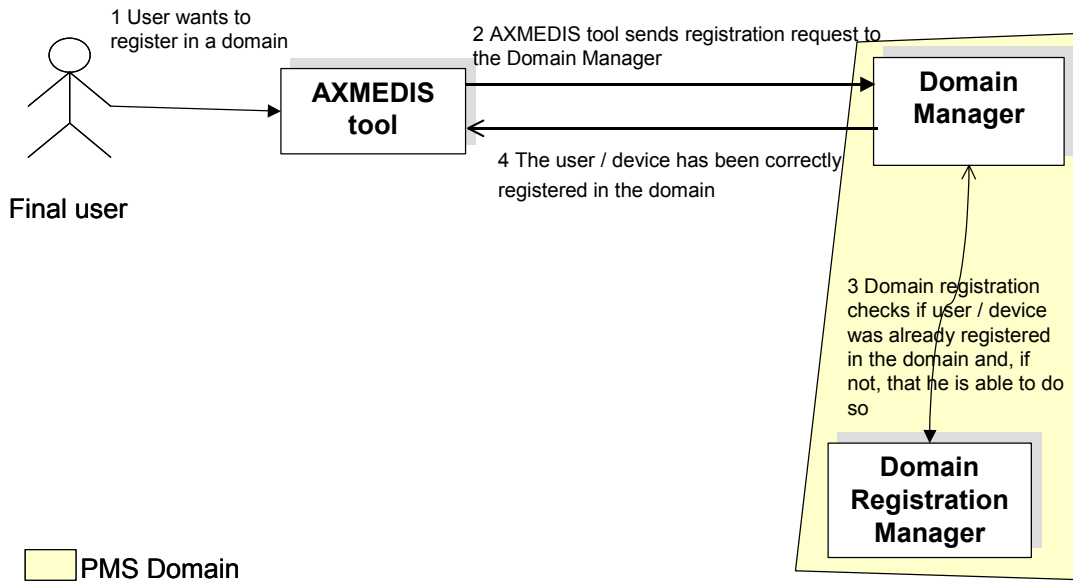 1 User wants to
register in a domain
2 AXMEDIS tool sends registration request to
the Domain Manager
AXMEDIS
tool
Domain
Manager
4 The user / device has been correctly
registered in the domain
Final user
3 Domain registration
checks if user / device
was already registered
in the domain and, if
not, that he is able to do
so
Domain
Registration
Manager
PMS Domain